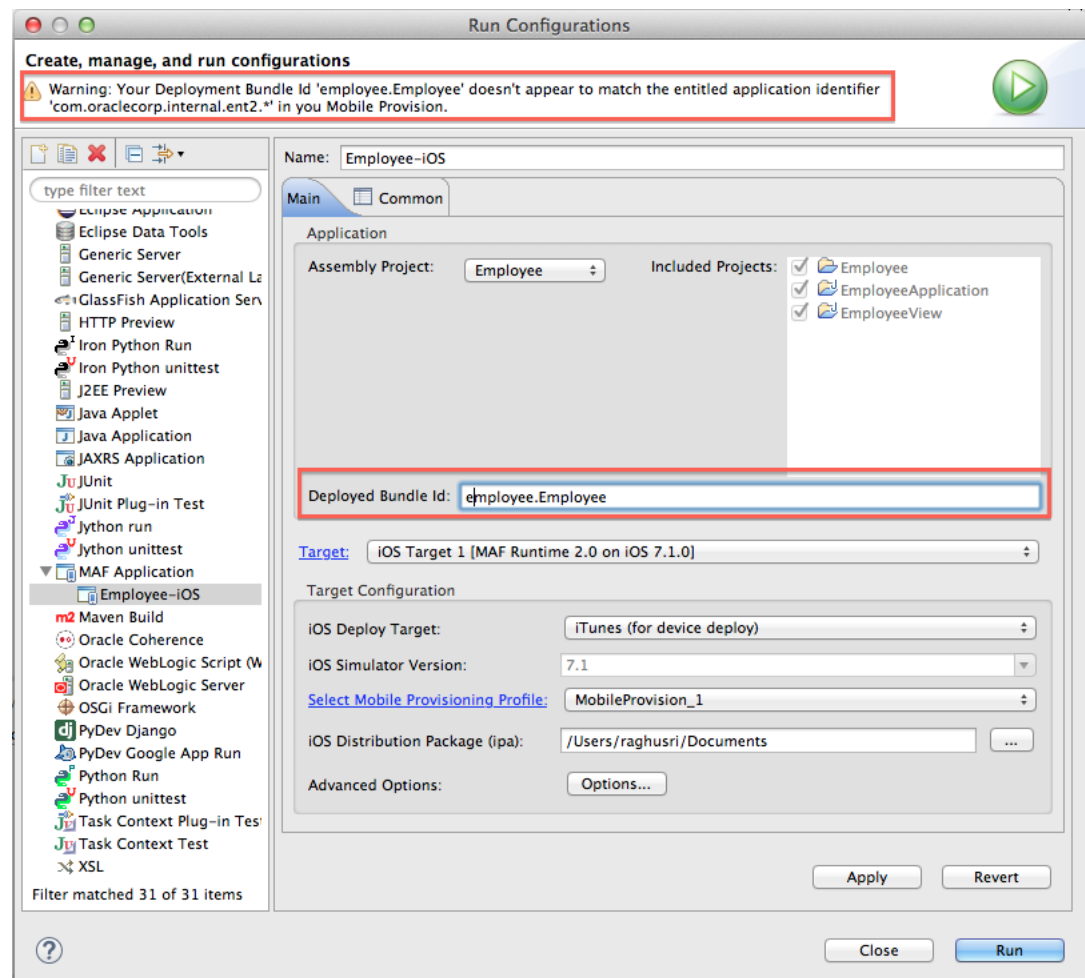 Run Configurations
Create, manage, and run configurations
Warning: Your Deployment Bundle Id 'employee.Employee' doesn't appear to match the entitled application identifier
'com.oraclecorp.internal.ent2.*' in you Mobile Provision.
type filter text
Eclipse Application
Eclipse Data Tools
Generic Server
Generic Server(External La
GlassFish Application Serv
HTTP Preview
Iron Python Run
Iron Python unittest
J2EE Preview
Java Applet
Java Application
JAXRS Application
JUnit
JUnit Plug-in Test
Jython run
Jython unittest
MAF Application
Employee-iOS
Maven Build
Oracle Coherence
Oracle WebLogic Script (W
Oracle WebLogic Server
OSGi Framework
PyDev Django
PyDev Google App Run
Python Run
Python unittest
Task Context Plug-in Tes
Task Context Test
XSL
Filter matched 31 of 31 items
Name: Employee-iOS
Main Common
Application
Assembly Project: Employee
Included Projects: Employee
EmployeeApplication
EmployeeView
Deployed Bundle Id: employee.Employee
Target: iOS Target 1 [MAF Runtime 2.0 on iOS 7.1.0]
Target Configuration
iOS Deploy Target: iTunes (for device deploy)
iOS Simulator Version: 7.1
Select Mobile Provisioning Profile: MobileProvision_1
iOS Distribution Package (ipa): /Users/raghusri/Documents ...
Advanced Options: Options...
Apply Revert
? Close Run